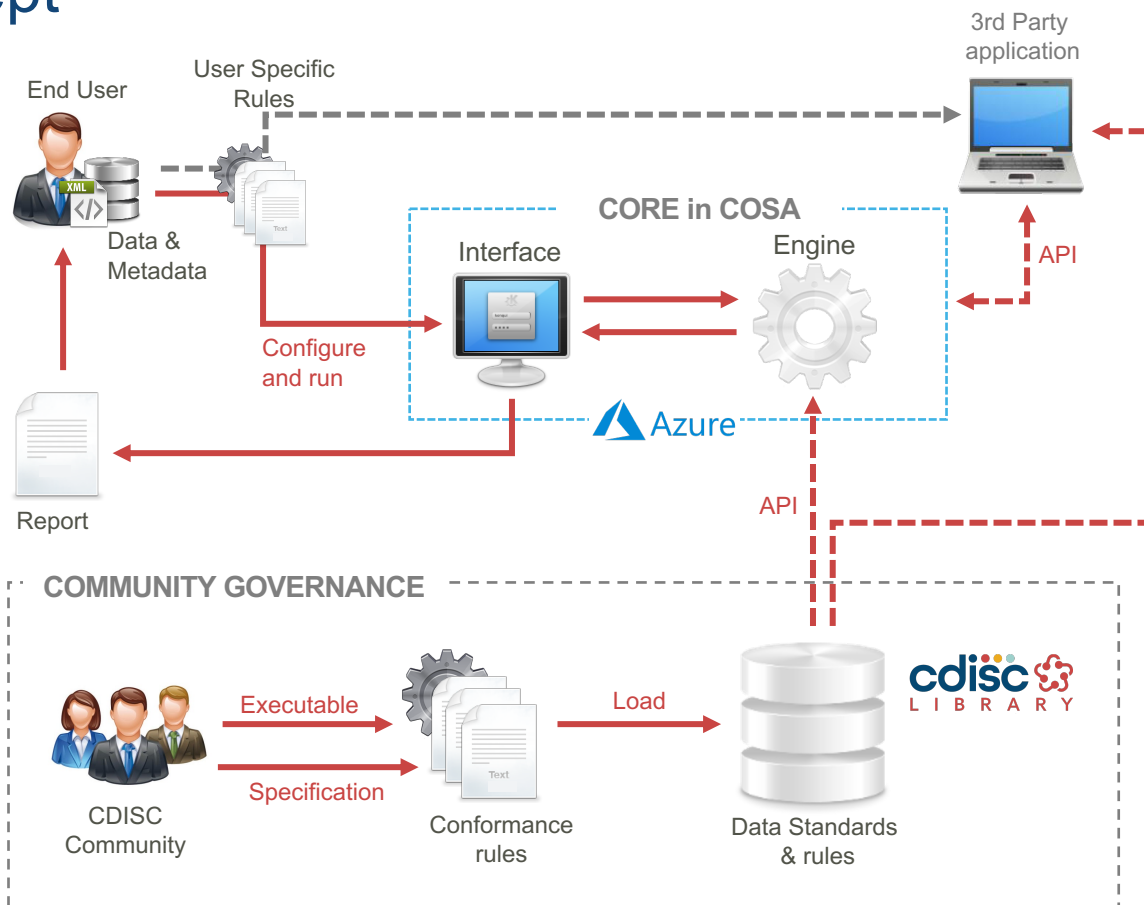 ept
3rd Party
application
User Specific
Rules
End User
XML
</>
Text
Data &
Metadata
CORE in COSA
Interface
Engine
API
Configure
and run
Azure
Report
API
COMMUNITY GOVERNANCE
cdisc
LIBRARY
Executable
Load
Specification
Text
CDISC
Community
Conformance
rules
Data Standards
& rules